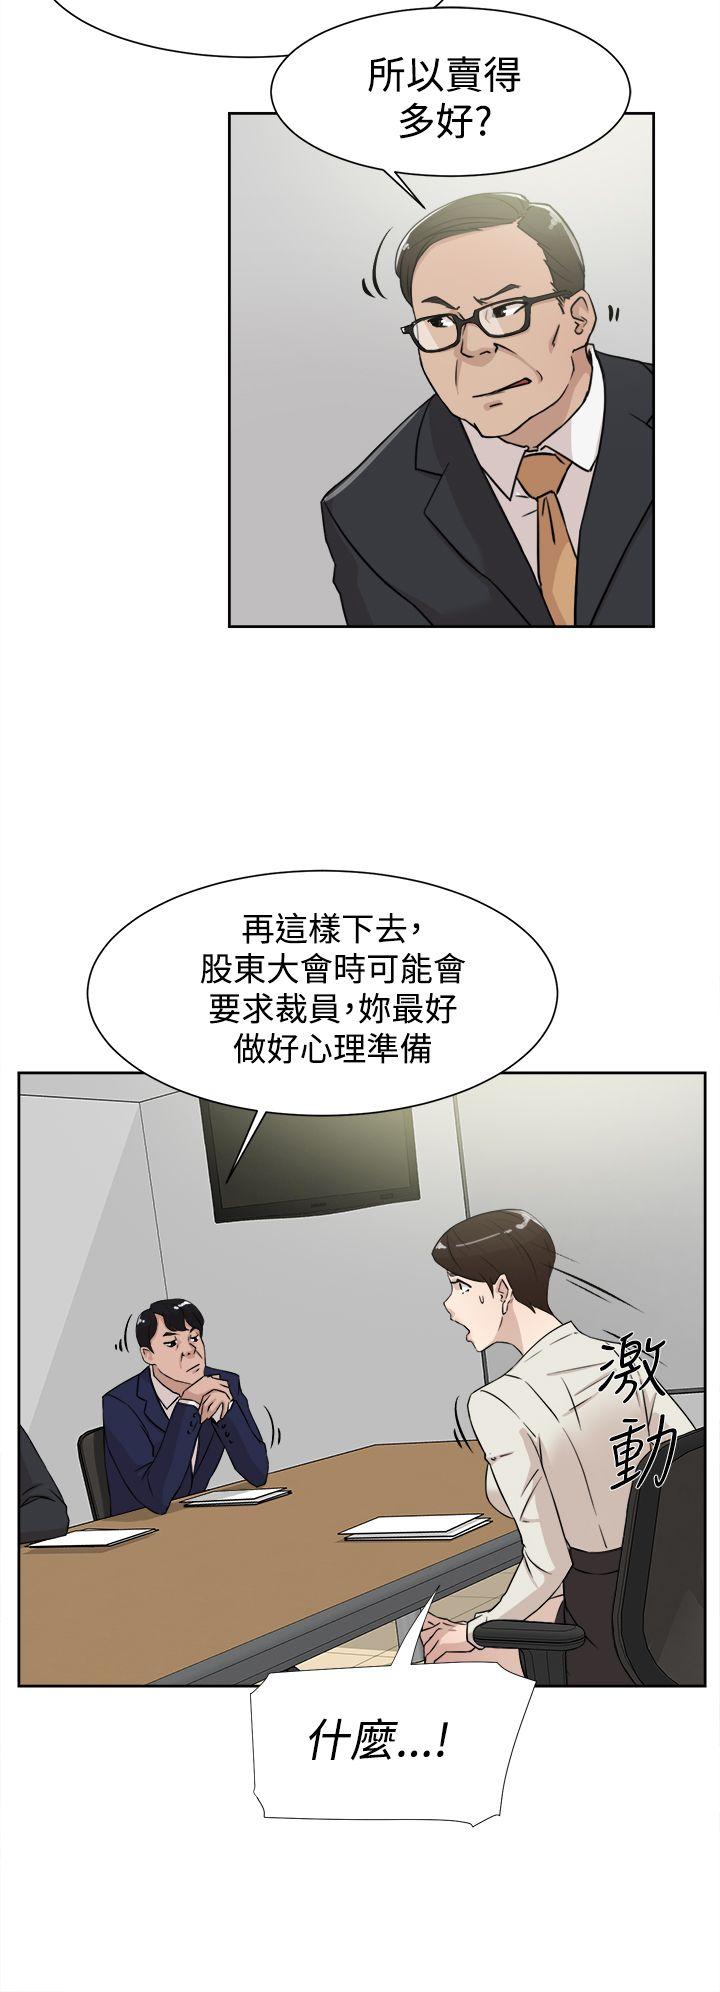 所以賣得
多好?
再這樣下去，
股東大會時可能會
要求裁員，妳最好
做好心理準備
激動
什麼...!